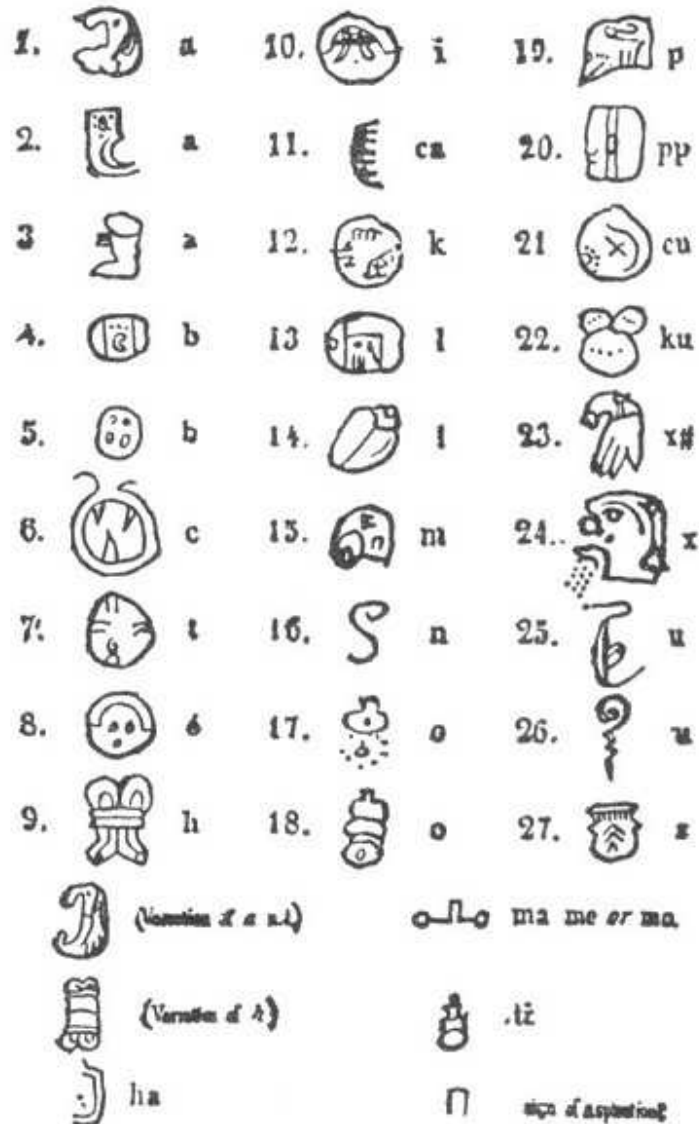 1. a 10. i 19. p
2. a 11. ca 20. pp
3 a 12. k 21 cu
4. b 13 l 22. ku
5. b 14. l 23.
6. c 15. m 24.. x
7. t 16. n 25. u
8. é 17. o 26. u
9. h 18. o 27. z
(Variation of a ma me or mo.
(Variation of h) .tz
ha sign of aspiration